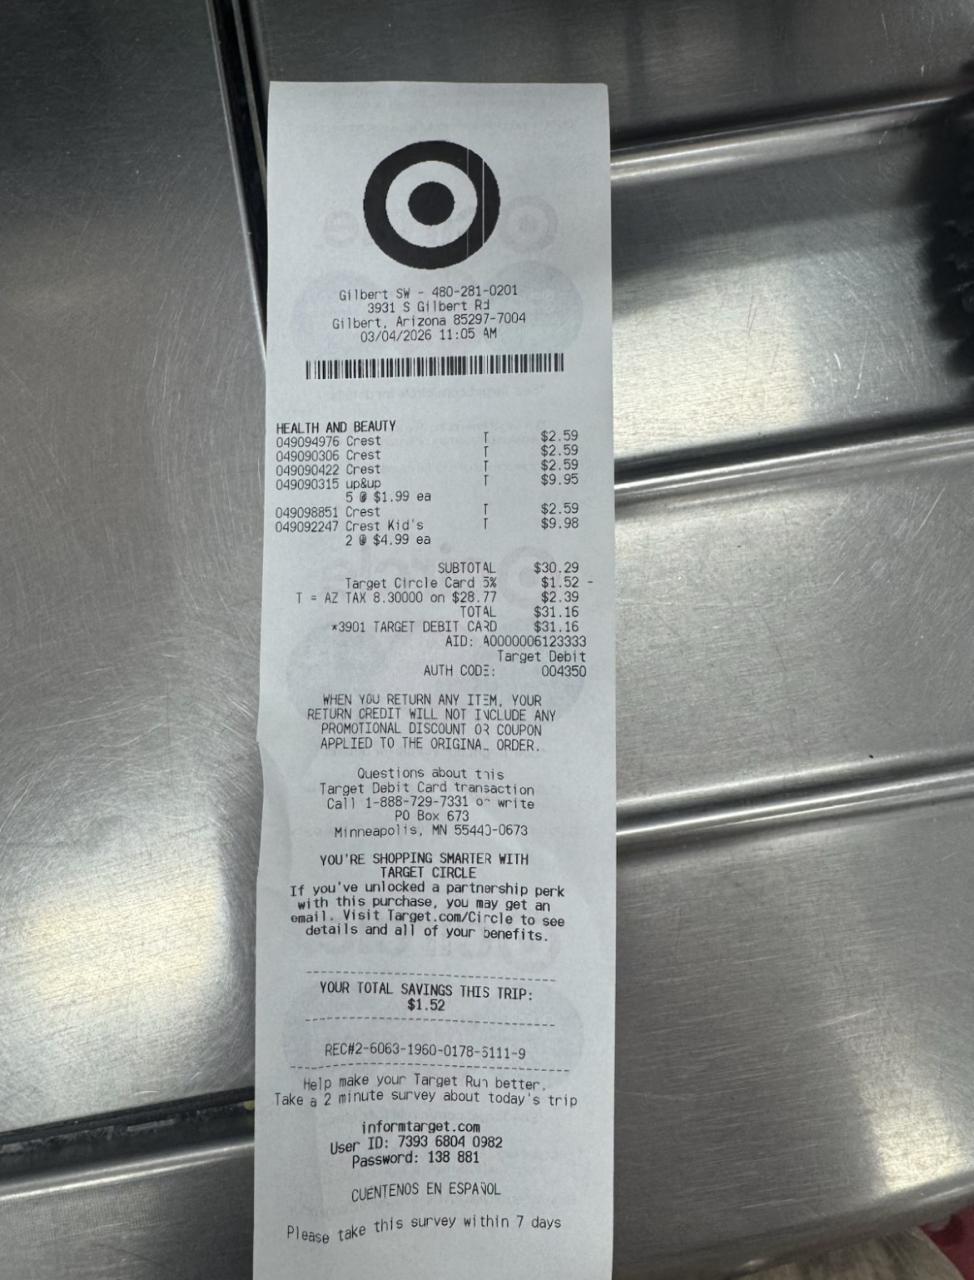 Gilbert SW - 480-281-0201
3931 S Gilbert Rd
Gilbert, Arizona 85297-7004
03/04/2026 11:05 AM
HEALTH AND BEAUTY
049094976 Crest T $2.59
049090306 Crest T $2.59
049090422 Crest T $2.59
049090315 up&up T $9.95
5 @ $1.99 ea
049098851 Crest T $2.59
049092247 Crest Kid's T $9.98
2 @ $4.99 ea
SUBTOTAL $30.29
Target Circle Card 5% $1.52 -
T = AZ TAX 8.30000 on $28.77 $2.39
TOTAL $31.16
*3901 TARGET DEBIT CARD $31.16
AID: A0000006123333
Target Debit
AUTH CODE: 004350
WHEN YOU RETURN ANY ITEM, YOUR
RETURN CREDIT WILL NOT INCLUDE ANY
PROMOTIONAL DISCOUNT OR COUPON
APPLIED TO THE ORIGINAL ORDER.
Questions about this
Target Debit Card transaction
Call 1-888-729-7331 or write
PO Box 673
Minneapolis, MN 55440-0673
YOU'RE SHOPPING SMARTER WITH
TARGET CIRCLE
If you've unlocked a partnership perk
with this purchase, you may get an
email. Visit Target.com/Circle to see
details and all of your benefits.
YOUR TOTAL SAVINGS THIS TRIP:
$1.52
REC#2-6063-1960-0178-5111-9
Help make your Target Run better.
Take a 2 minute survey about today's trip
informtarget.com
User ID: 7393 6804 0982
Password: 138 881
CUÉNTENOS EN ESPAÑOL
Please take this survey within 7 days